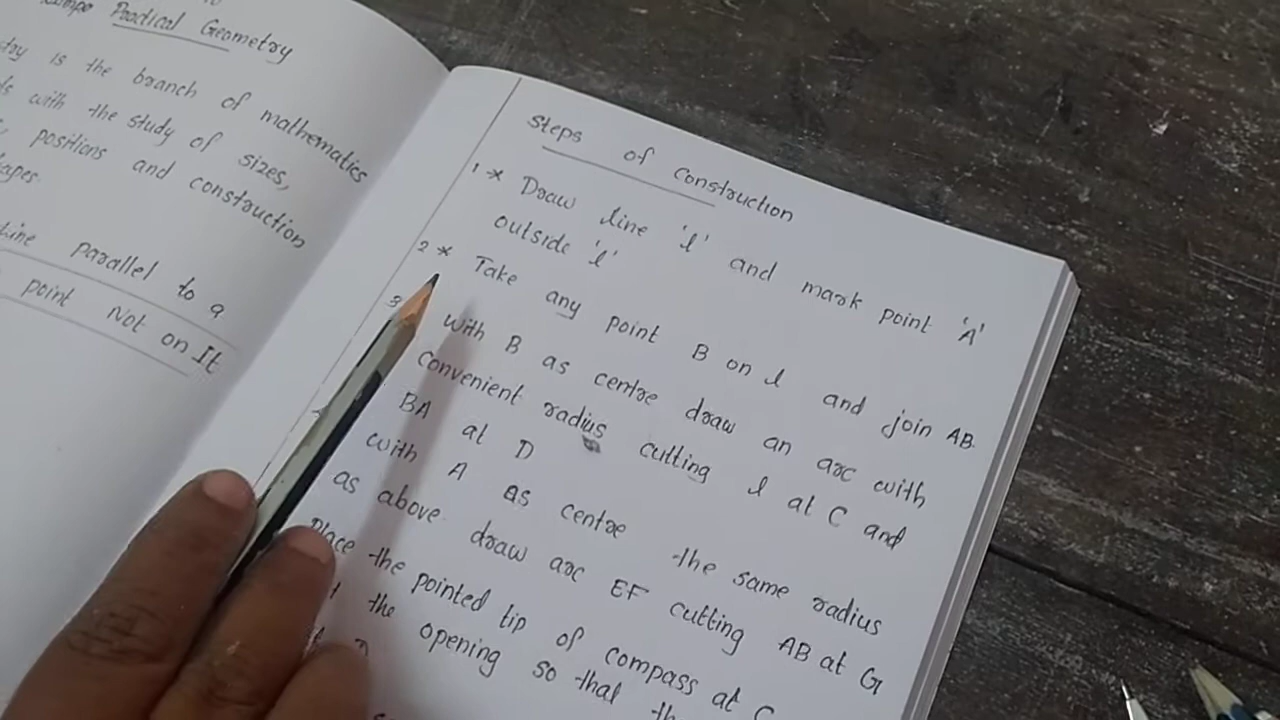 Practical Geometry
is the branch of mathematics
with the study of sizes,
positions and construction
parallel to a
point Not on It
Steps of Construction
1 * Draw line 'l' and mark point 'A'
outside 'l'
2 * Take any point B on l and join AB.
3 With B as centre draw an arc with
convenient radius cutting l at C and
BA at D
with A as centre the same radius
as above draw arc EF cutting AB at G
Place the pointed tip of compass at C
the opening so that